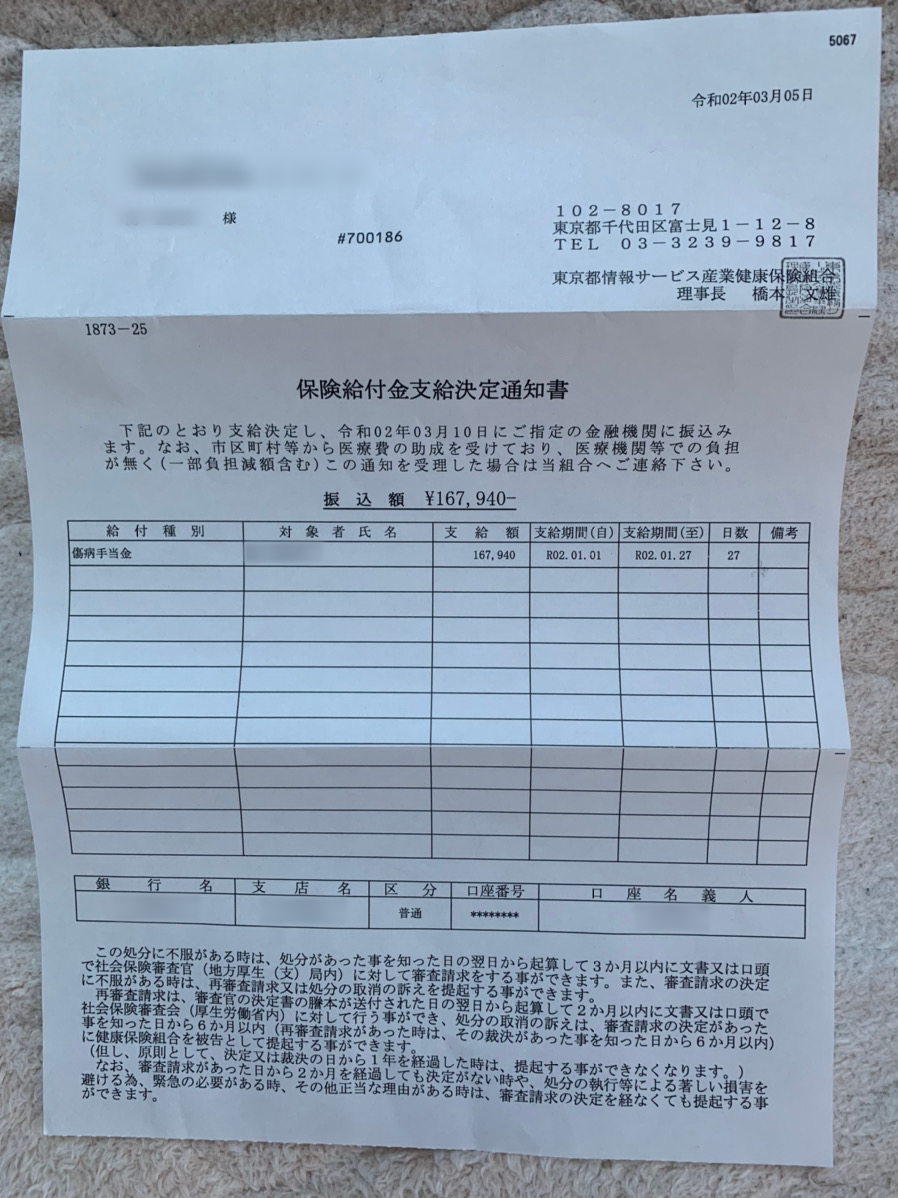 5067
令和02年03月05日
様
#700186
102-8017
東京都千代田区富士見1-12-8
TEL 03-3239-9817
東京都情報サービス産業健康保険組合
理事長 橋本 文雄
1873-25
保険給付金支給決定通知書
下記のとおり支給決定し、令和02年03月10日にご指定の金融機関に振込み
ます。なお、市区町村等から医療費の助成を受けており、医療機関等での負担
が無く(一部負担減額含む)この通知を受理した場合は当組合へご連絡下さい。
振込額 ¥167,940-
給付種別 対象者氏名 支給額 支給期間(自) 支給期間(至) 日数 備考
傷病手当金 167,940 R02.01.01 R02.01.27 27
銀行名 支店名 区分 口座番号 口座名義人
普通 ********
この処分に不服がある時は、処分があった事を知った日の翌日から起算して3か月以内に文書又は口頭
で社会保険審査官(地方厚生(支)局内)に対して審査請求をする事ができます。また、審査請求の決定
に不服がある時は、再審査請求又は処分の取消の訴えを提起する事ができます。
再審査請求は、審査官の決定書の謄本が送付された日の翌日から起算して2か月以内に文書又は口頭で
社会保険審査会(厚生労働省内)に対して行う事ができ、処分の取消の訴えは、審査請求の決定があった
事を知った日から6か月以内(再審査請求があった時は、その裁決があった事を知った日から6か月以内)
に健康保険組合を被告として提起する事ができます。
(但し、原則として、決定又は裁決の日から1年を経過した時は、提起する事ができなくなります。)
なお、審査請求があった日から2か月を経過しても決定がない時や、処分の執行等による著しい損害を
避ける為、緊急の必要がある時、その他正当な理由がある時は、審査請求の決定を経なくても提起する事
ができます。